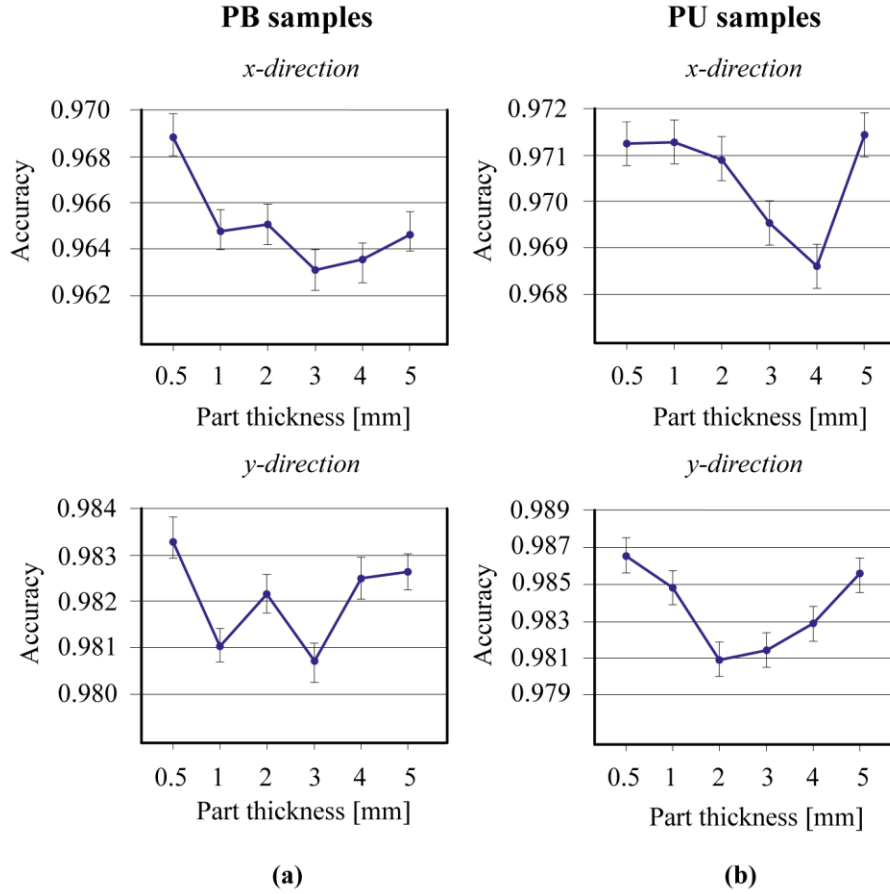 PB samples
x-direction
Accuracy
0.970
0.968
0.966
0.964
0.962
0.5 1 2 3 4 5
Part thickness [mm]
y-direction
Accuracy
0.984
0.983
0.982
0.981
0.980
0.5 1 2 3 4 5
Part thickness [mm]
(a)
PU samples
x-direction
Accuracy
0.972
0.971
0.970
0.969
0.968
0.5 1 2 3 4 5
Part thickness [mm]
y-direction
Accuracy
0.989
0.987
0.985
0.983
0.981
0.979
0.5 1 2 3 4 5
Part thickness [mm]
(b)